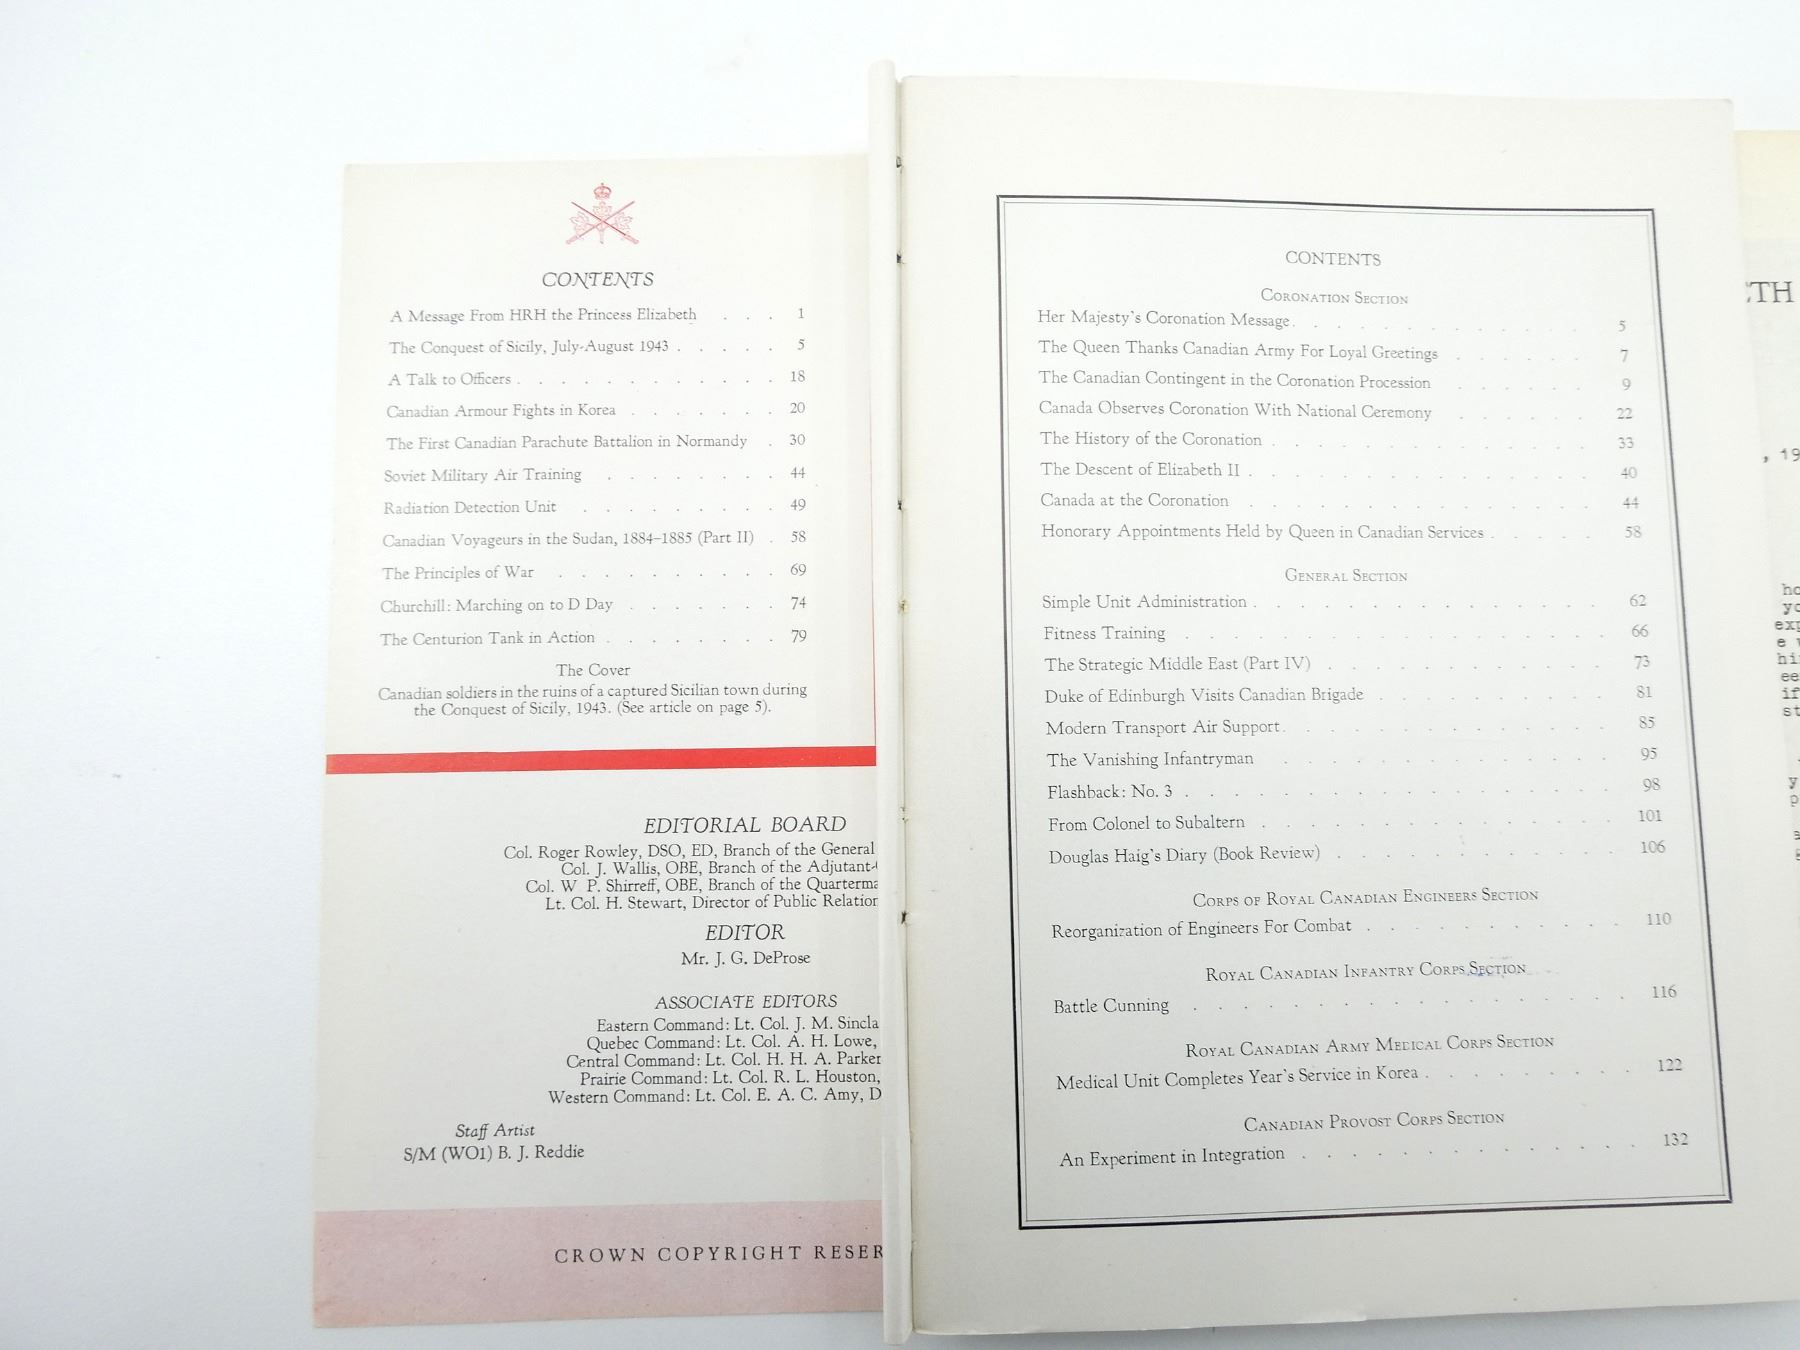 CONTENTS
A Message From HRH the Princess Elizabeth . . . 1
The Conquest of Sicily, July-August 1943 . . . . . 5
A Talk to Officers . . . . . . . . . . . 18
Canadian Armour Fights in Korea . . . . . . 20
The First Canadian Parachute Battalion in Normandy . 30
Soviet Military Air Training . . . . . . . 44
Radiation Detection Unit . . . . . . . . 49
Canadian Voyageurs in the Sudan, 1884–1885 (Part II) . 58
The Principles of War . . . . . . . . . . 69
Churchill: Marching on to D Day . . . . . . 74
The Centurion Tank in Action . . . . . . . 79
The Cover
Canadian soldiers in the ruins of a captured Sicilian town during
the Conquest of Sicily, 1943. (See article on page 5).
EDITORIAL BOARD
Col. Roger Rowley, DSO, ED, Branch of the General
Col. J. Wallis, OBE, Branch of the Adjutant-
Col. W P. Shirreff, OBE, Branch of the Quarterma
Lt. Col. H. Stewart, Director of Public Relation
EDITOR
Mr. J. G. DeProse
ASSOCIATE EDITORS
Eastern Command: Lt. Col. J. M. Sincla
Quebec Command: Lt. Col. A. H. Lowe,
Central Command: Lt. Col. H. H. A. Parker
Prairie Command: Lt. Col. R. L. Houston,
Western Command: Lt. Col. E. A. C. Amy, D
Staff Artist
S/M (WO1) B. J. Reddie
CROWN COPYRIGHT RESER
CONTENTS
CORONATION SECTION
Her Majesty's Coronation Message . . . . . . . . 5
The Queen Thanks Canadian Army For Loyal Greetings . . . . . 7
The Canadian Contingent in the Coronation Procession . . . . . 9
Canada Observes Coronation With National Ceremony . . . . . 22
The History of the Coronation . . . . . . . . . . . 33
The Descent of Elizabeth II . . . . . . . . . . . 40
Canada at the Coronation . . . . . . . . . . . . 44
Honorary Appointments Held by Queen in Canadian Services . . . . . 58
GENERAL SECTION
Simple Unit Administration . . . . . . . . . . . . 62
Fitness Training . . . . . . . . . . . . . . . 66
The Strategic Middle East (Part IV) . . . . . . . . . . 73
Duke of Edinburgh Visits Canadian Brigade . . . . . . . . 81
Modern Transport Air Support . . . . . . . . . . . 85
The Vanishing Infantryman . . . . . . . . . . . . 95
Flashback: No. 3 . . . . . . . . . . . . . . . 98
From Colonel to Subaltern . . . . . . . . . . . . 101
Douglas Haig's Diary (Book Review) . . . . . . . . . . 106
CORPS OF ROYAL CANADIAN ENGINEERS SECTION
Reorganization of Engineers For Combat . . . . . . . . . 110
ROYAL CANADIAN INFANTRY CORPS SECTION
Battle Cunning . . . . . . . . . . . . . . . 116
ROYAL CANADIAN ARMY MEDICAL CORPS SECTION
Medical Unit Completes Year's Service in Korea . . . . . . . 122
CANADIAN PROVOST CORPS SECTION
An Experiment in Integration . . . . . . . . . . . 132
TH
, 19